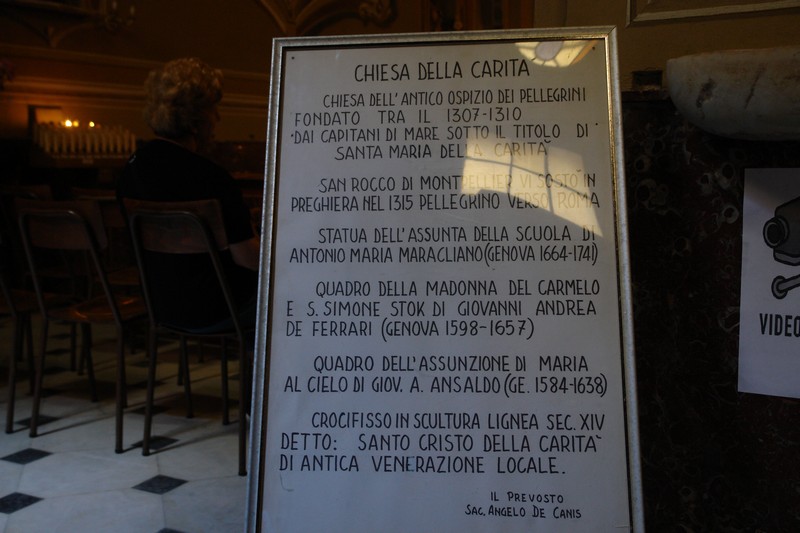 CHIESA DELLA CARITA
CHIESA DELL'ANTICO OSPIZIO DEI PELLEGRINI
FONDATO TRA IL 1307-1310
DAI CAPITANI DI MARE SOTTO IL TITOLO DI
SANTA MARIA DELLA CARITÀ
SAN ROCCO DI MONTPELLIER VI SOSTÒ IN
PREGHIERA NEL 1315 PELLEGRINO VERSO ROMA
STATUA DELL'ASSUNTA DELLA SCUOLA DI
ANTONIO MARIA MARAGLIANO (GENOVA 1664-1741)
QUADRO DELLA MADONNA DEL CARMELO
E S. SIMONE STOK DI GIOVANNI ANDREA
DE FERRARI (GENOVA 1598-1657)
QUADRO DELL'ASSUNZIONE DI MARIA
AL CIELO DI GIOV. A. ANSALDO (GE. 1584-1638)
CROCIFISSO IN SCULTURA LIGNEA SEC. XIV
DETTO: SANTO CRISTO DELLA CARITÀ
DI ANTICA VENERAZIONE LOCALE.
IL PREVOSTO
SAC. ANGELO DE CANIS
VIDEO